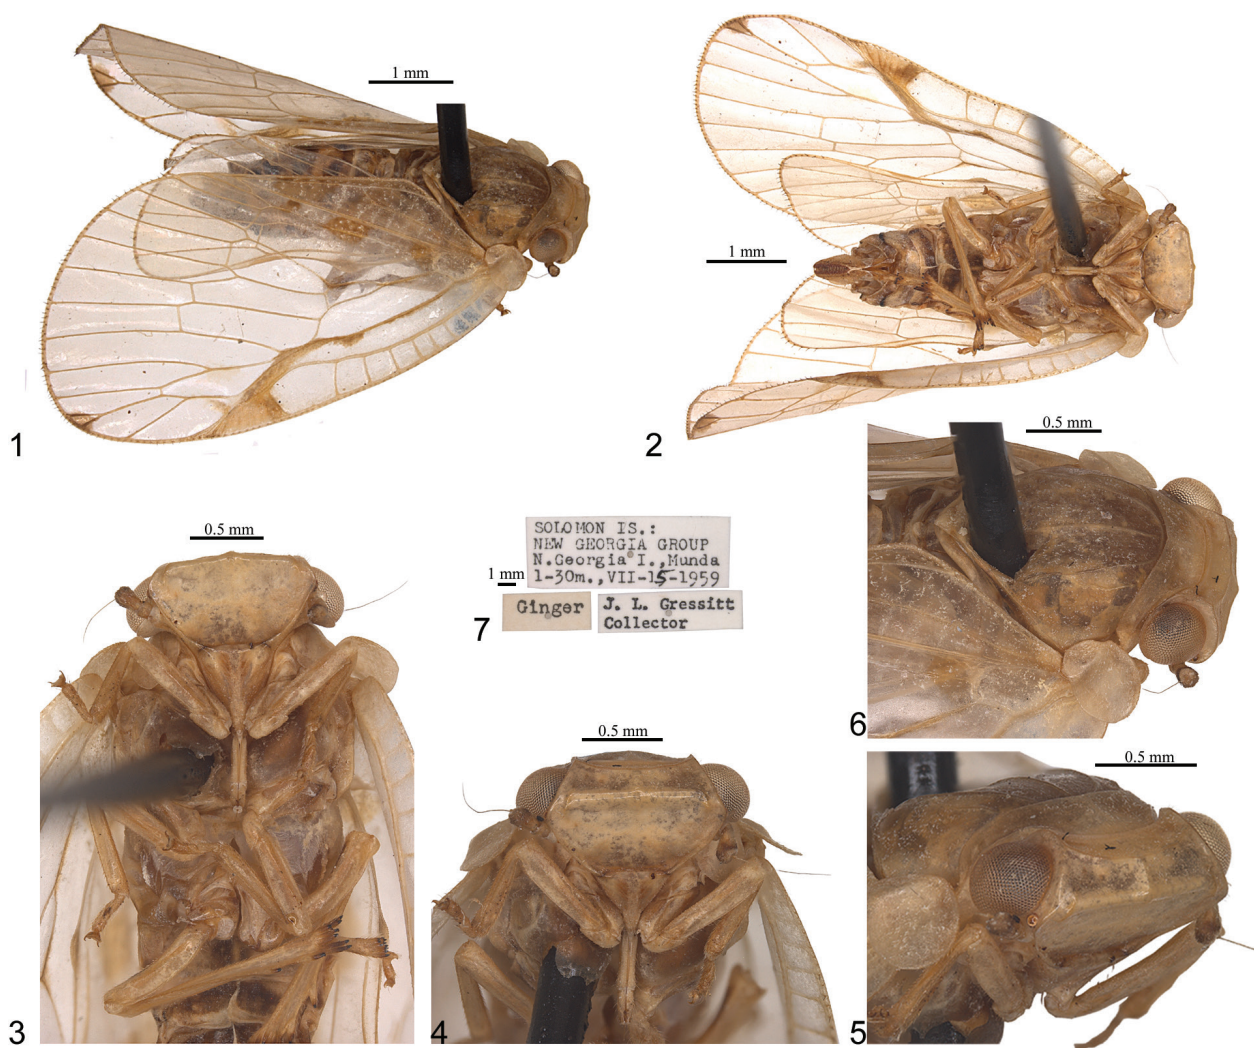 1 mm
1
1 mm
2
0.5 mm
3
SOLOMON IS.:
NEW GEORGIA GROUP
N.Georgia I.,Munda
1-30m.,VII-15-1959
1 mm
Ginger
J. L. Gressitt
Collector
7
0.5 mm
4
0.5 mm
6
0.5 mm
5